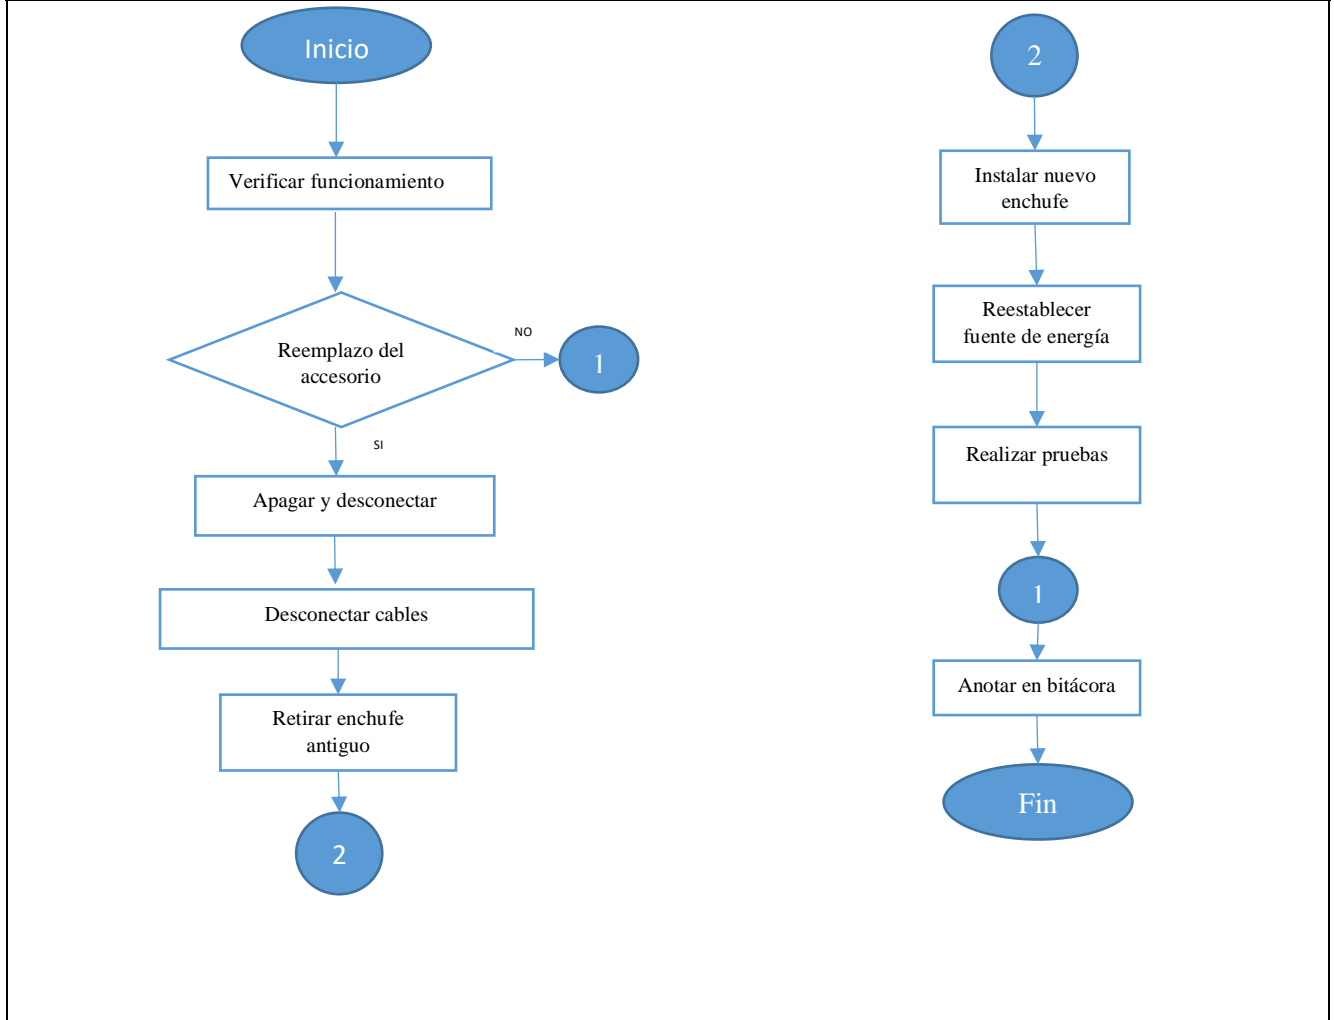 Inicio
Verificar funcionamiento
Reemplazo del
accesorio
NO
1
SI
Apagar y desconectar
Desconectar cables
Retirar enchufe
antiguo
2
2
Instalar nuevo
enchufe
Reestablecer
fuente de energía
Realizar pruebas
1
Anotar en bitácora
Fin